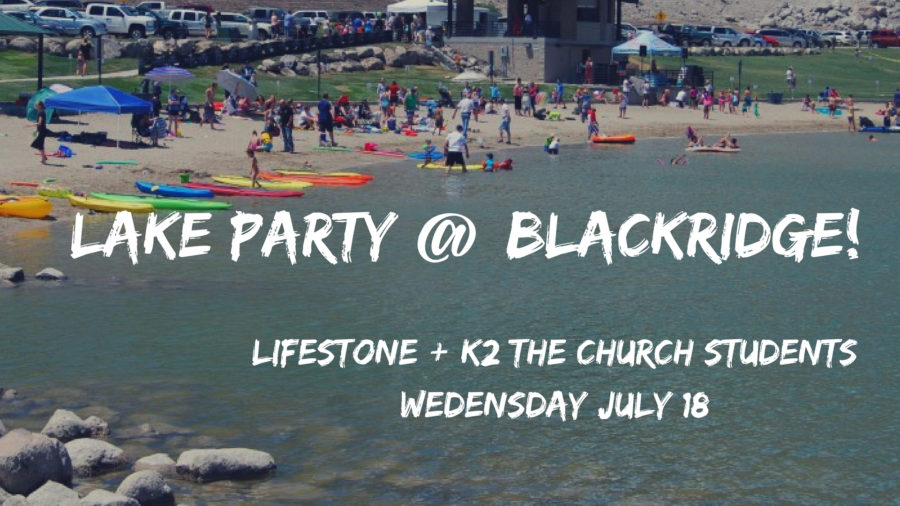 LAKE PARTY @ BLACKRIDGE!
LIFESTONE + K2 THE CHURCH STUDENTS
WEDENSDAY JULY 18